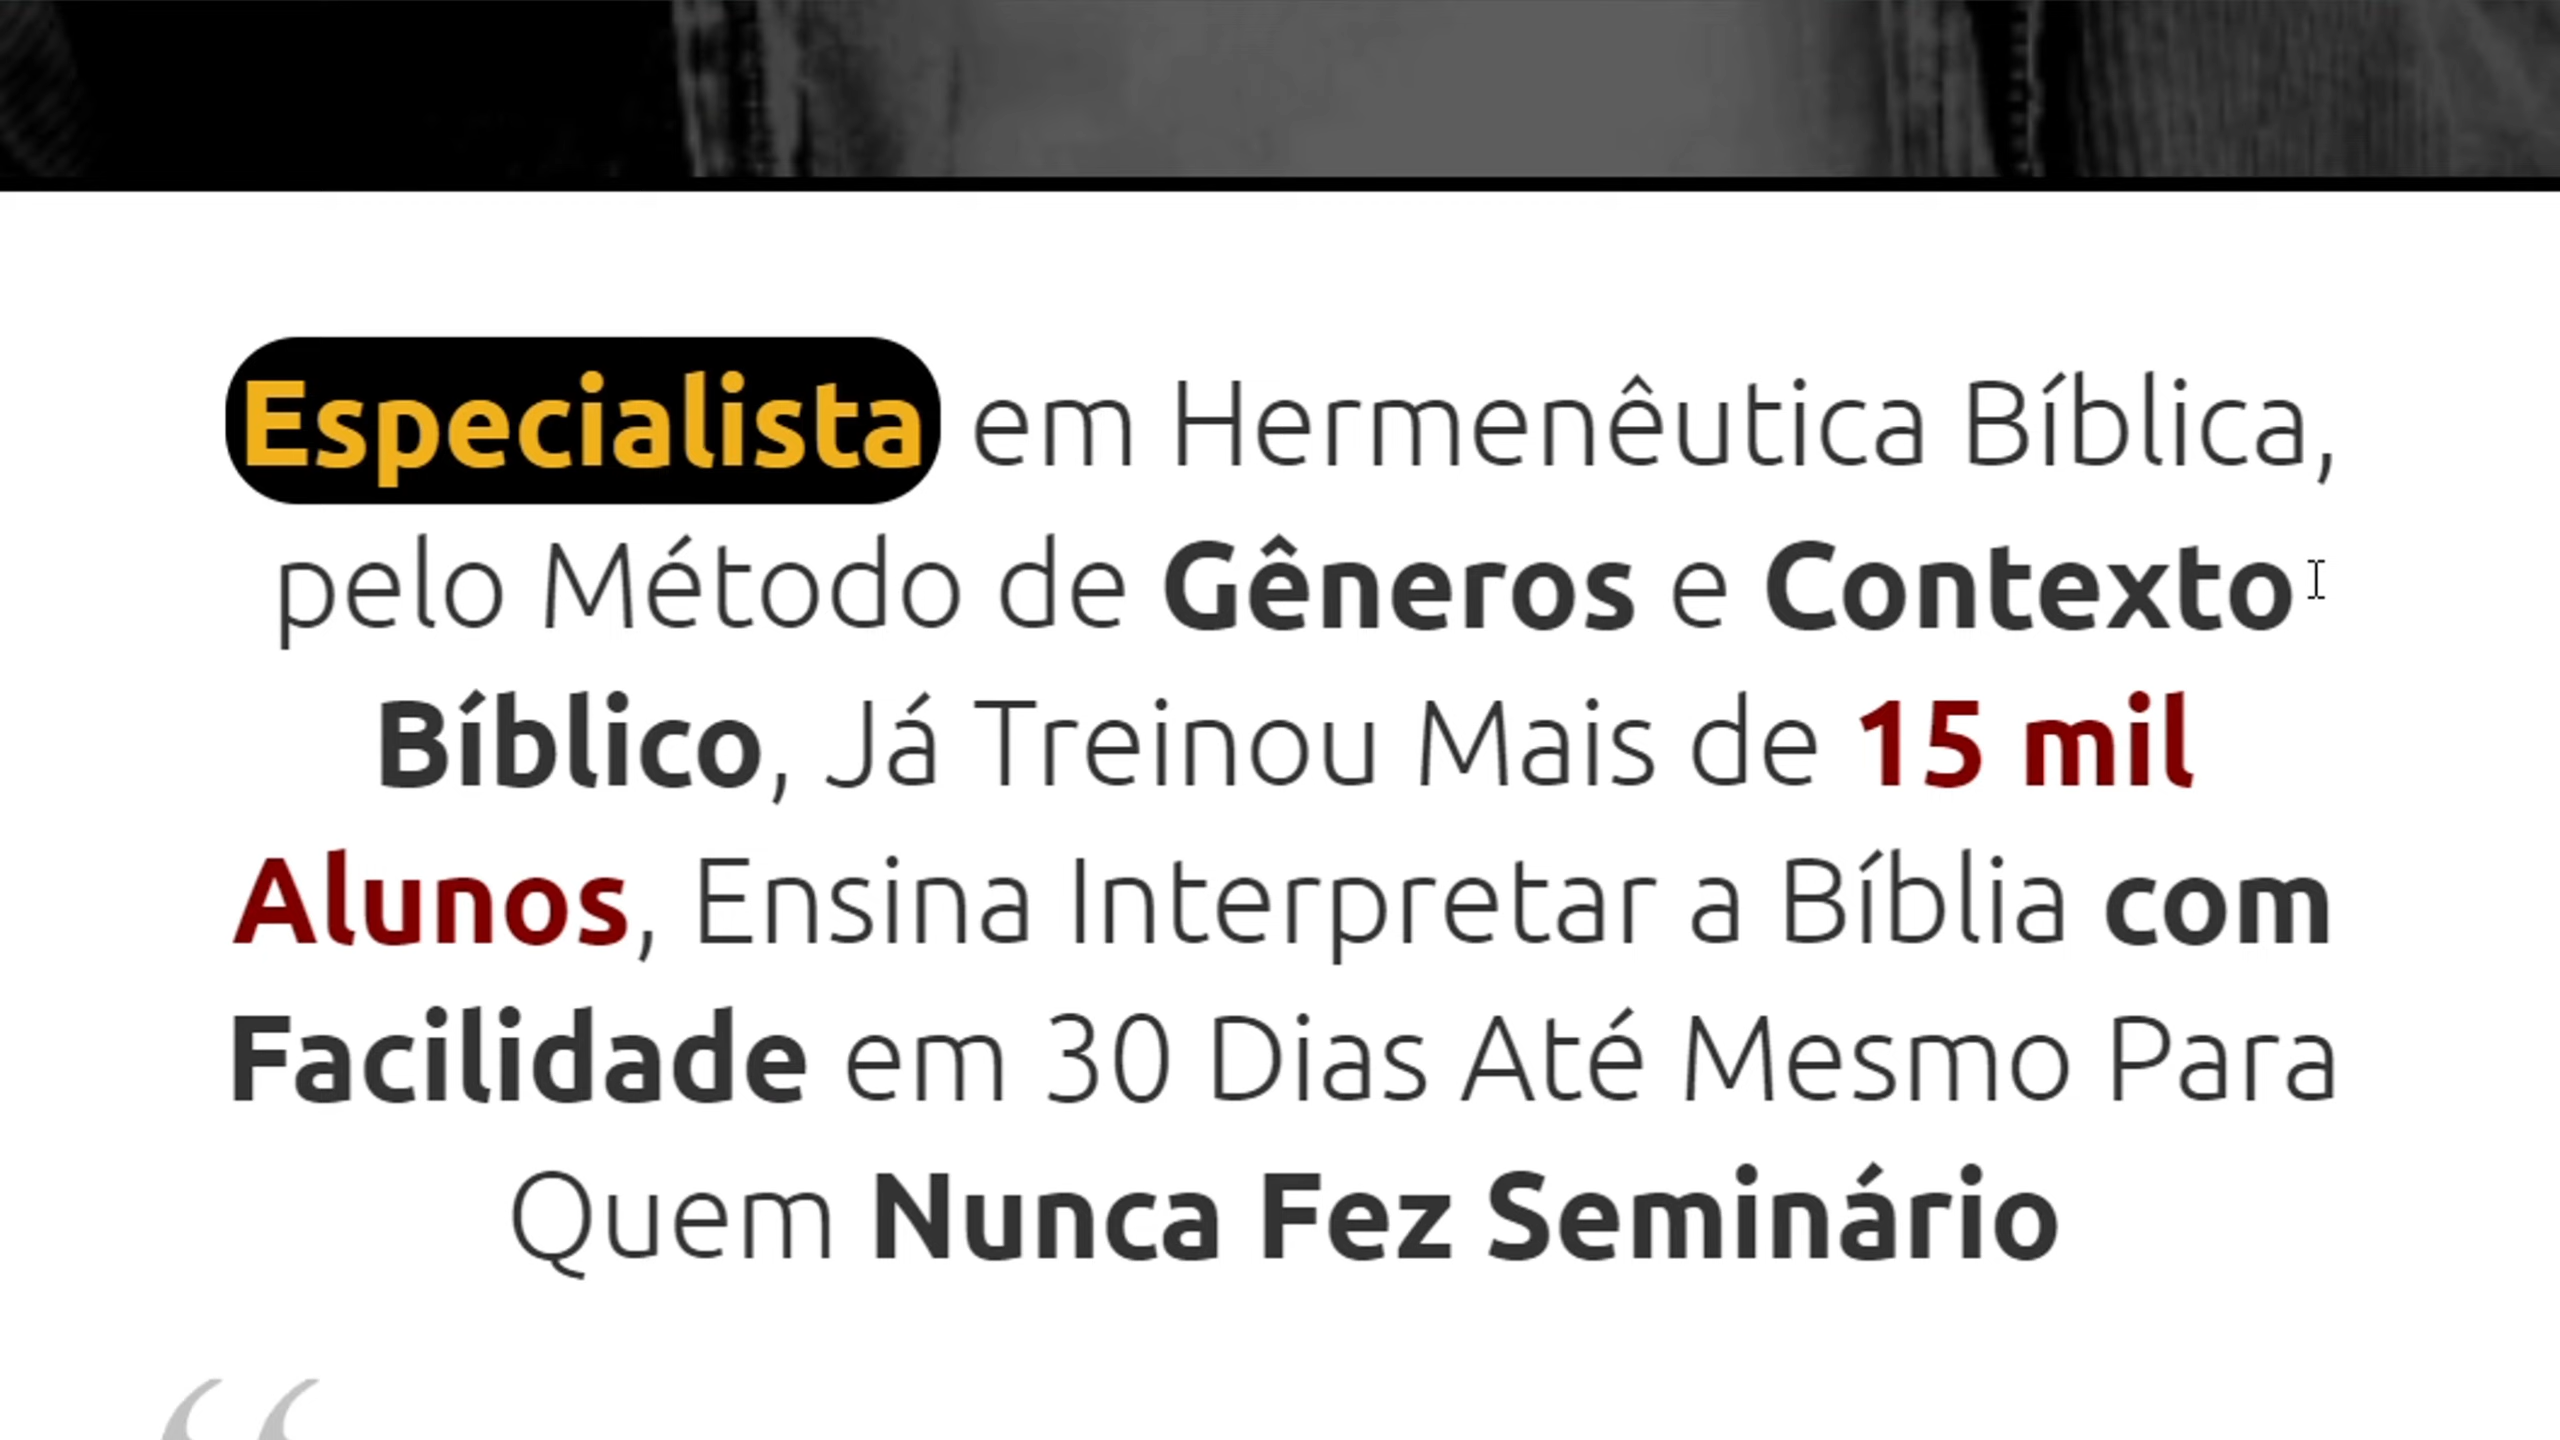 Especialista em Hermenêutica Bíblica,
pelo Método de Gêneros e Contexto
Bíblico, Já Treinou Mais de 15 mil
Alunos, Ensina Interpretar a Bíblia com
Facilidade em 30 Dias Até Mesmo Para
Quem Nunca Fez Seminário
“